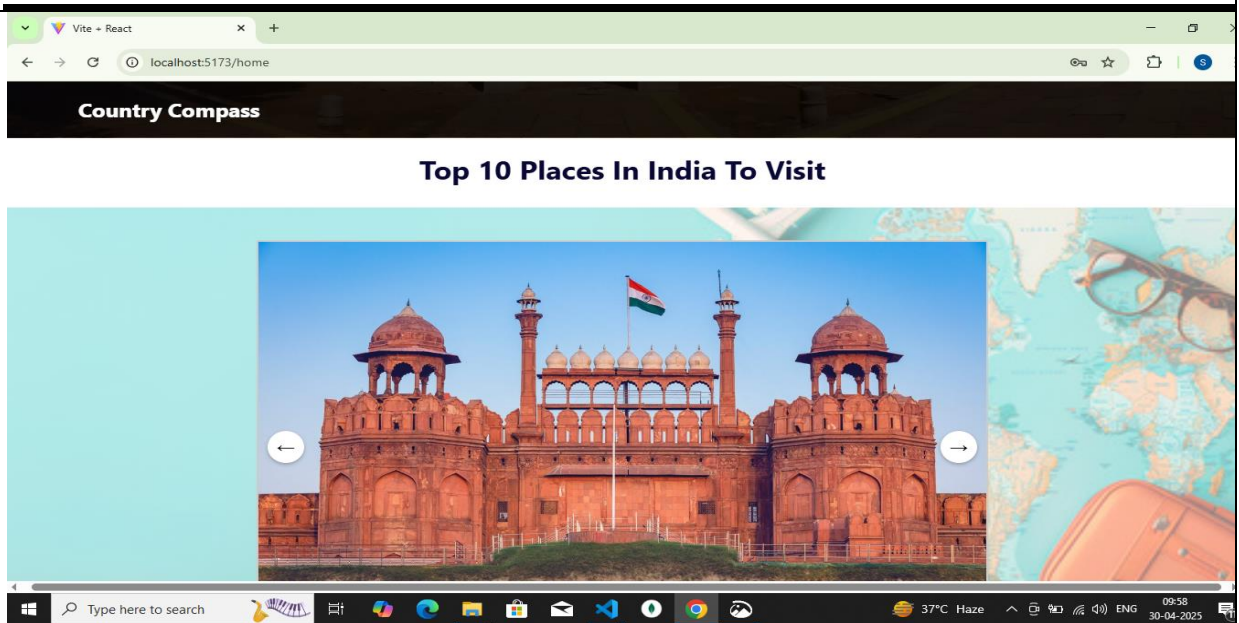 Vite + React
localhost:5173/home
S
Country Compass
Top 10 Places In India To Visit
Type here to search
37°C Haze
ENG
09:58
30-04-2025